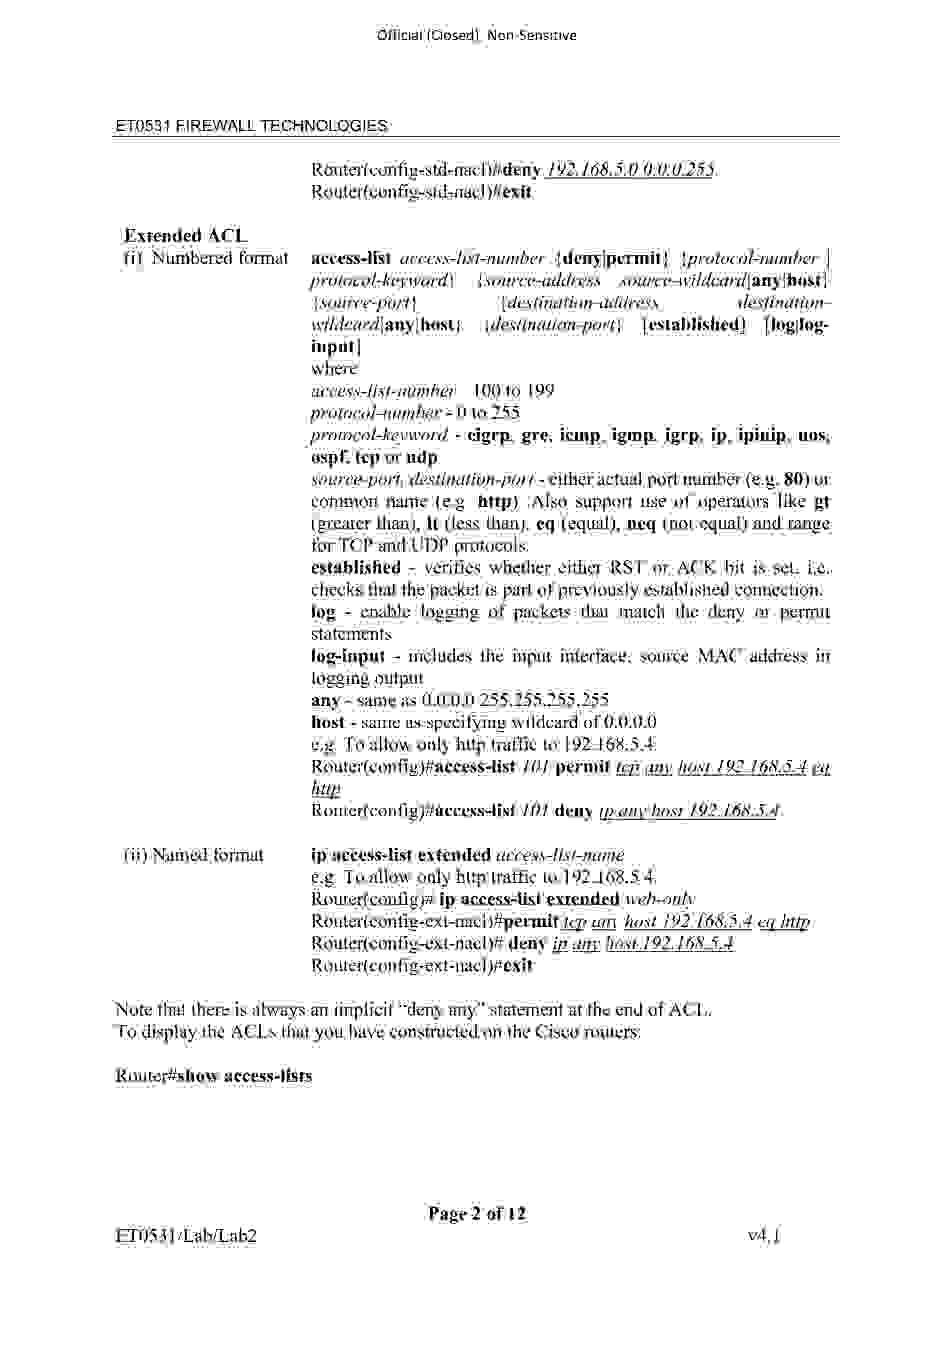 Official (Closed), Non-Sensitive
ET0531 FIREWALL TECHNOLOGIES
Router(config-std-nacl)#deny 192.168.5.0 0.0.0.255
Router(config-std-nacl)#exit
Extended ACL
(i) Numbered format access-list access-list-number {deny|permit} {protocol-number |
protocol-keyword} {source-address source-wildcard|any|host}
{source-port} {destination-address destination-
wildcard|any|host} {destination-port} [established] [log|log-
input]
where
access-list-number 100 to 199
protocol-number - 0 to 255
protocol-keyword - eigrp, gre, icmp, igmp, igrp, ip, ipinip, nos,
ospf, tcp or udp
source-port, destination-port - either actual port number (e.g. 80) or
common name (e.g. http). Also support use of operators like gt
(greater than), lt (less than), eq (equal), neq (not equal) and range
for TCP and UDP protocols.
established - verifies whether either RST or ACK bit is set, i.e.
checks that the packet is part of previously established connection.
log - enable logging of packets that match the deny or permit
statements
log-input - includes the input interface, source MAC address in
logging output
any - same as 0.0.0.0 255.255.255.255
host - same as specifying wildcard of 0.0.0.0
e.g. To allow only http traffic to 192.168.5.4
Router(config)#access-list 101 permit tcp any host 192.168.5.4 eq
http
Router(config)#access-list 101 deny ip any host 192.168.5.4
(ii) Named format ip access-list extended access-list-name
e.g. To allow only http traffic to 192.168.5.4
Router(config)# ip access-list extended web-only
Router(config-ext-nacl)#permit tcp any host 192.168.5.4 eq http
Router(config-ext-nacl)# deny ip any host 192.168.5.4
Router(config-ext-nacl)#exit
Note that there is always an implicit “deny any” statement at the end of ACL.
To display the ACLs that you have constructed on the Cisco routers:
Router#show access-lists
Page 2 of 12
ET0531/Lab/Lab2 v4.1